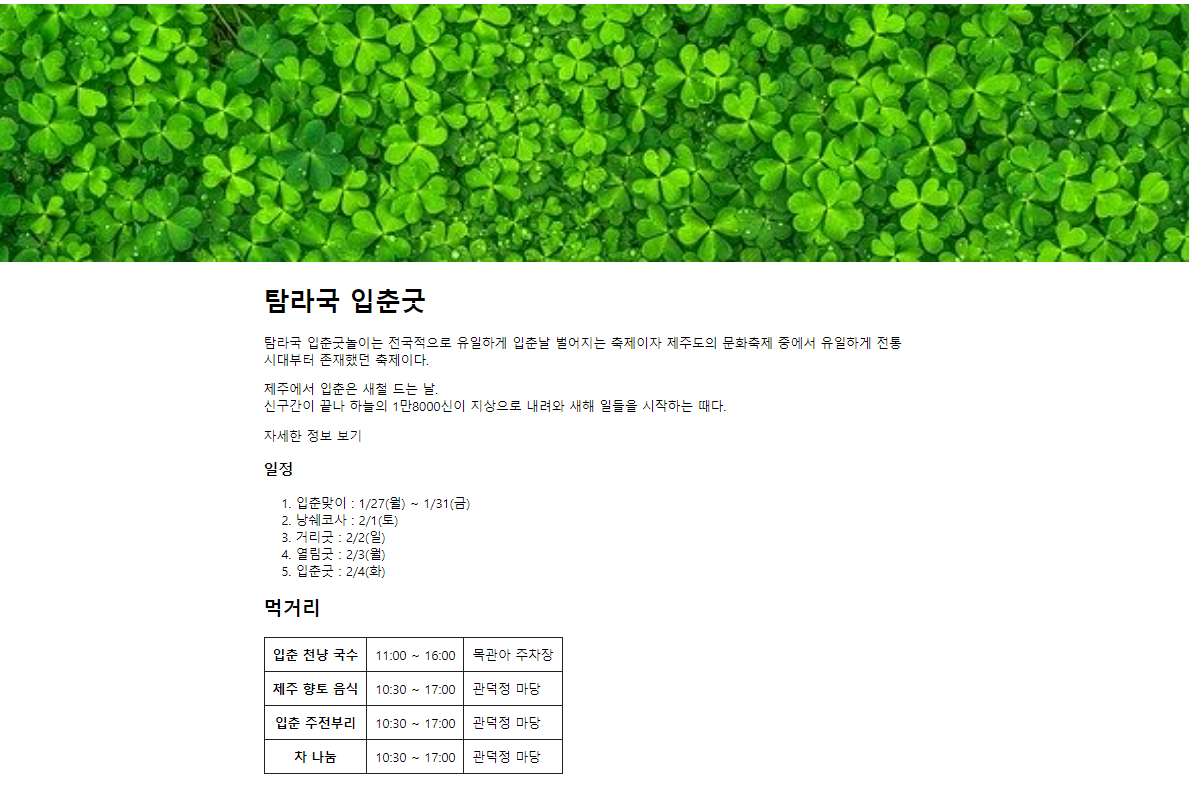 탐라국 입춘굿
탐라국 입춘굿놀이는 전국적으로 유일하게 입춘날 벌어지는 축제이자 제주도의 문화축제 중에서 유일하게 전통
시대부터 존재했던 축제이다.
제주에서 입춘은 새철 드는 날.
신구간이 끝나 하늘의 1만8000신이 지상으로 내려와 새해 일들을 시작하는 때다.
자세한 정보 보기
일정
1. 입춘맞이 : 1/27(월) ~ 1/31(금)
2. 낭쉐코사 : 2/1(토)
3. 거리굿 : 2/2(일)
4. 열림굿 : 2/3(월)
5. 입춘굿 : 2/4(화)
먹거리
입춘 천냥 국수 11:00 ~ 16:00 목관아 주차장
제주 향토 음식 10:30 ~ 17:00 관덕정 마당
입춘 주전부리 10:30 ~ 17:00 관덕정 마당
차 나눔 10:30 ~ 17:00 관덕정 마당